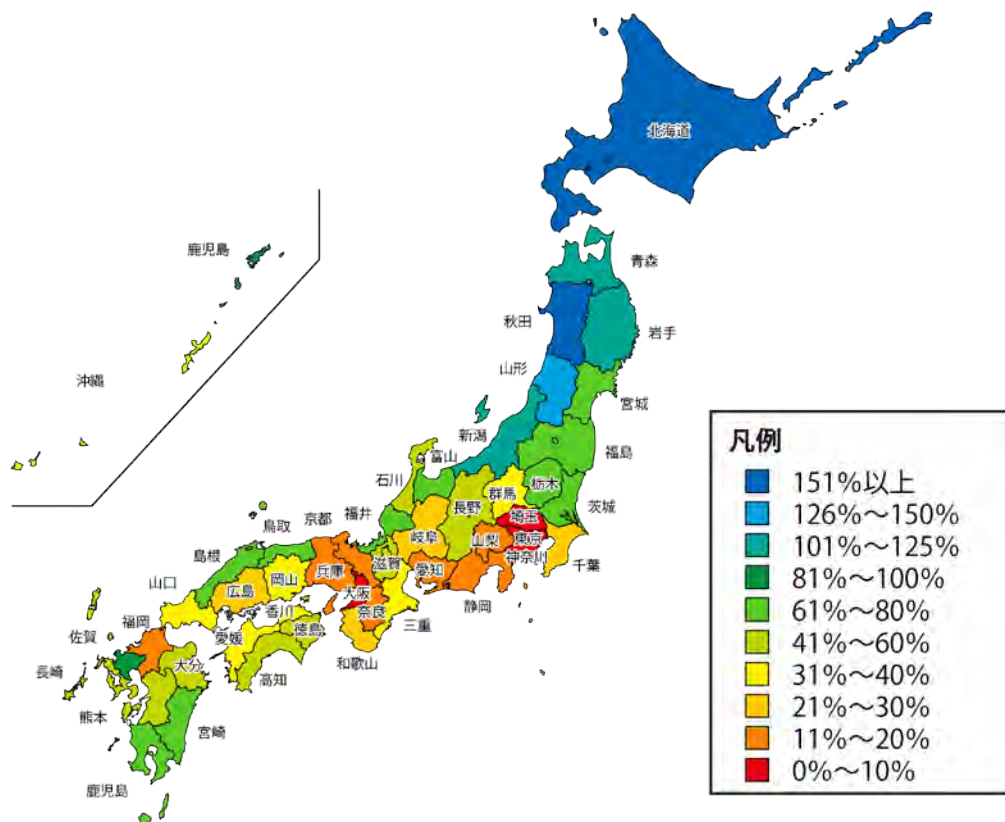 北海道
青森
鹿児島
秋田
岩手
山形
沖縄
宮城
新潟
富山
福島
石川
群馬
栃木
長野
埼玉
茨城
鳥取
京都
福井
山梨
東京
岐阜
神奈川
島根
滋賀
千葉
兵庫
愛知
山口
岡山
広島
大阪
静岡
奈良
香川
三重
福岡
徳島
愛媛
佐賀
和歌山
大分
長崎
高知
熊本
宮崎
鹿児島
凡例
151%以上
126%~150%
101%~125%
81%~100%
61%~80%
41%~60%
31%~40%
21%~30%
11%~20%
0%~10%